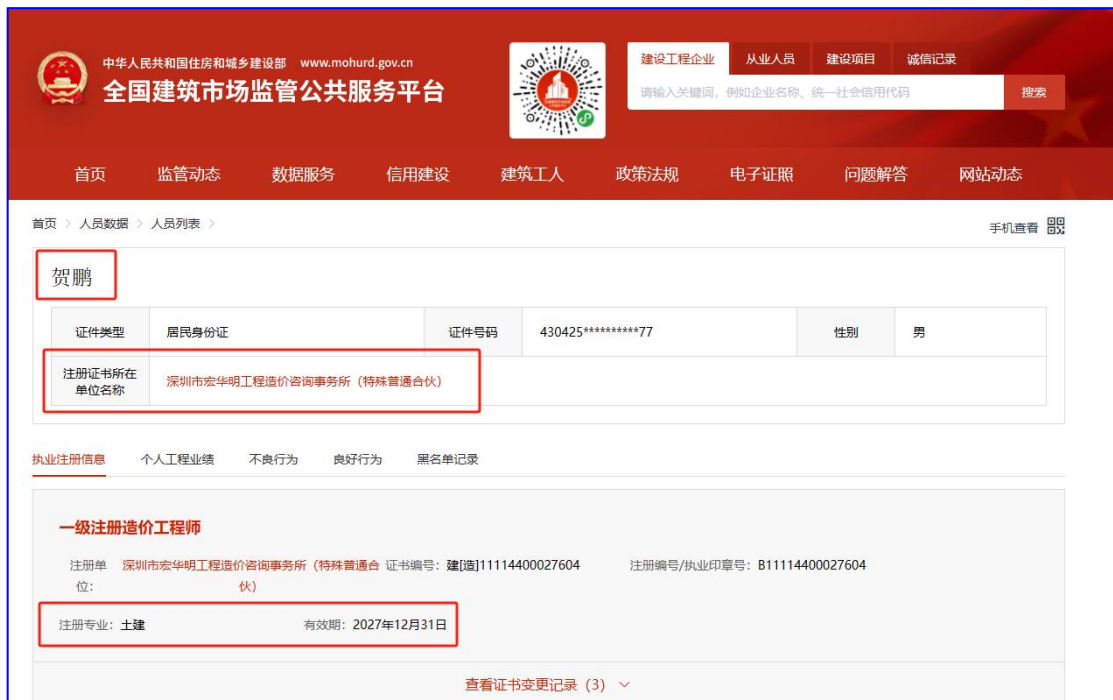 中华人民共和国住房和城乡建设部 www.mohurd.gov.cn
全国建筑市场监管公共服务平台
建设工程企业 从业人员 建设项目 诚信记录
请输入关键词，例如企业名称、统一社会信用代码 搜索
首页 监管动态 数据服务 信用建设 建筑工人 政策法规 电子证照 问题解答 网站动态
首页 > 人员数据 > 人员列表 >
手机查看
贺鹏
证件类型 居民身份证 证件号码 430425**********77 性别 男
注册证书所在
单位名称
深圳市宏华明工程造价咨询事务所（特殊普通合伙）
执业注册信息 个人工程业绩 不良行为 良好行为 黑名单记录
一级注册造价工程师
注册单 深圳市宏华明工程造价咨询事务所（特殊普通合 证书编号：建[造]11114400027604 注册编号/执业印章号：B11114400027604
位： 伙）
注册专业：土建 有效期：2027年12月31日
查看证书变更记录（3）